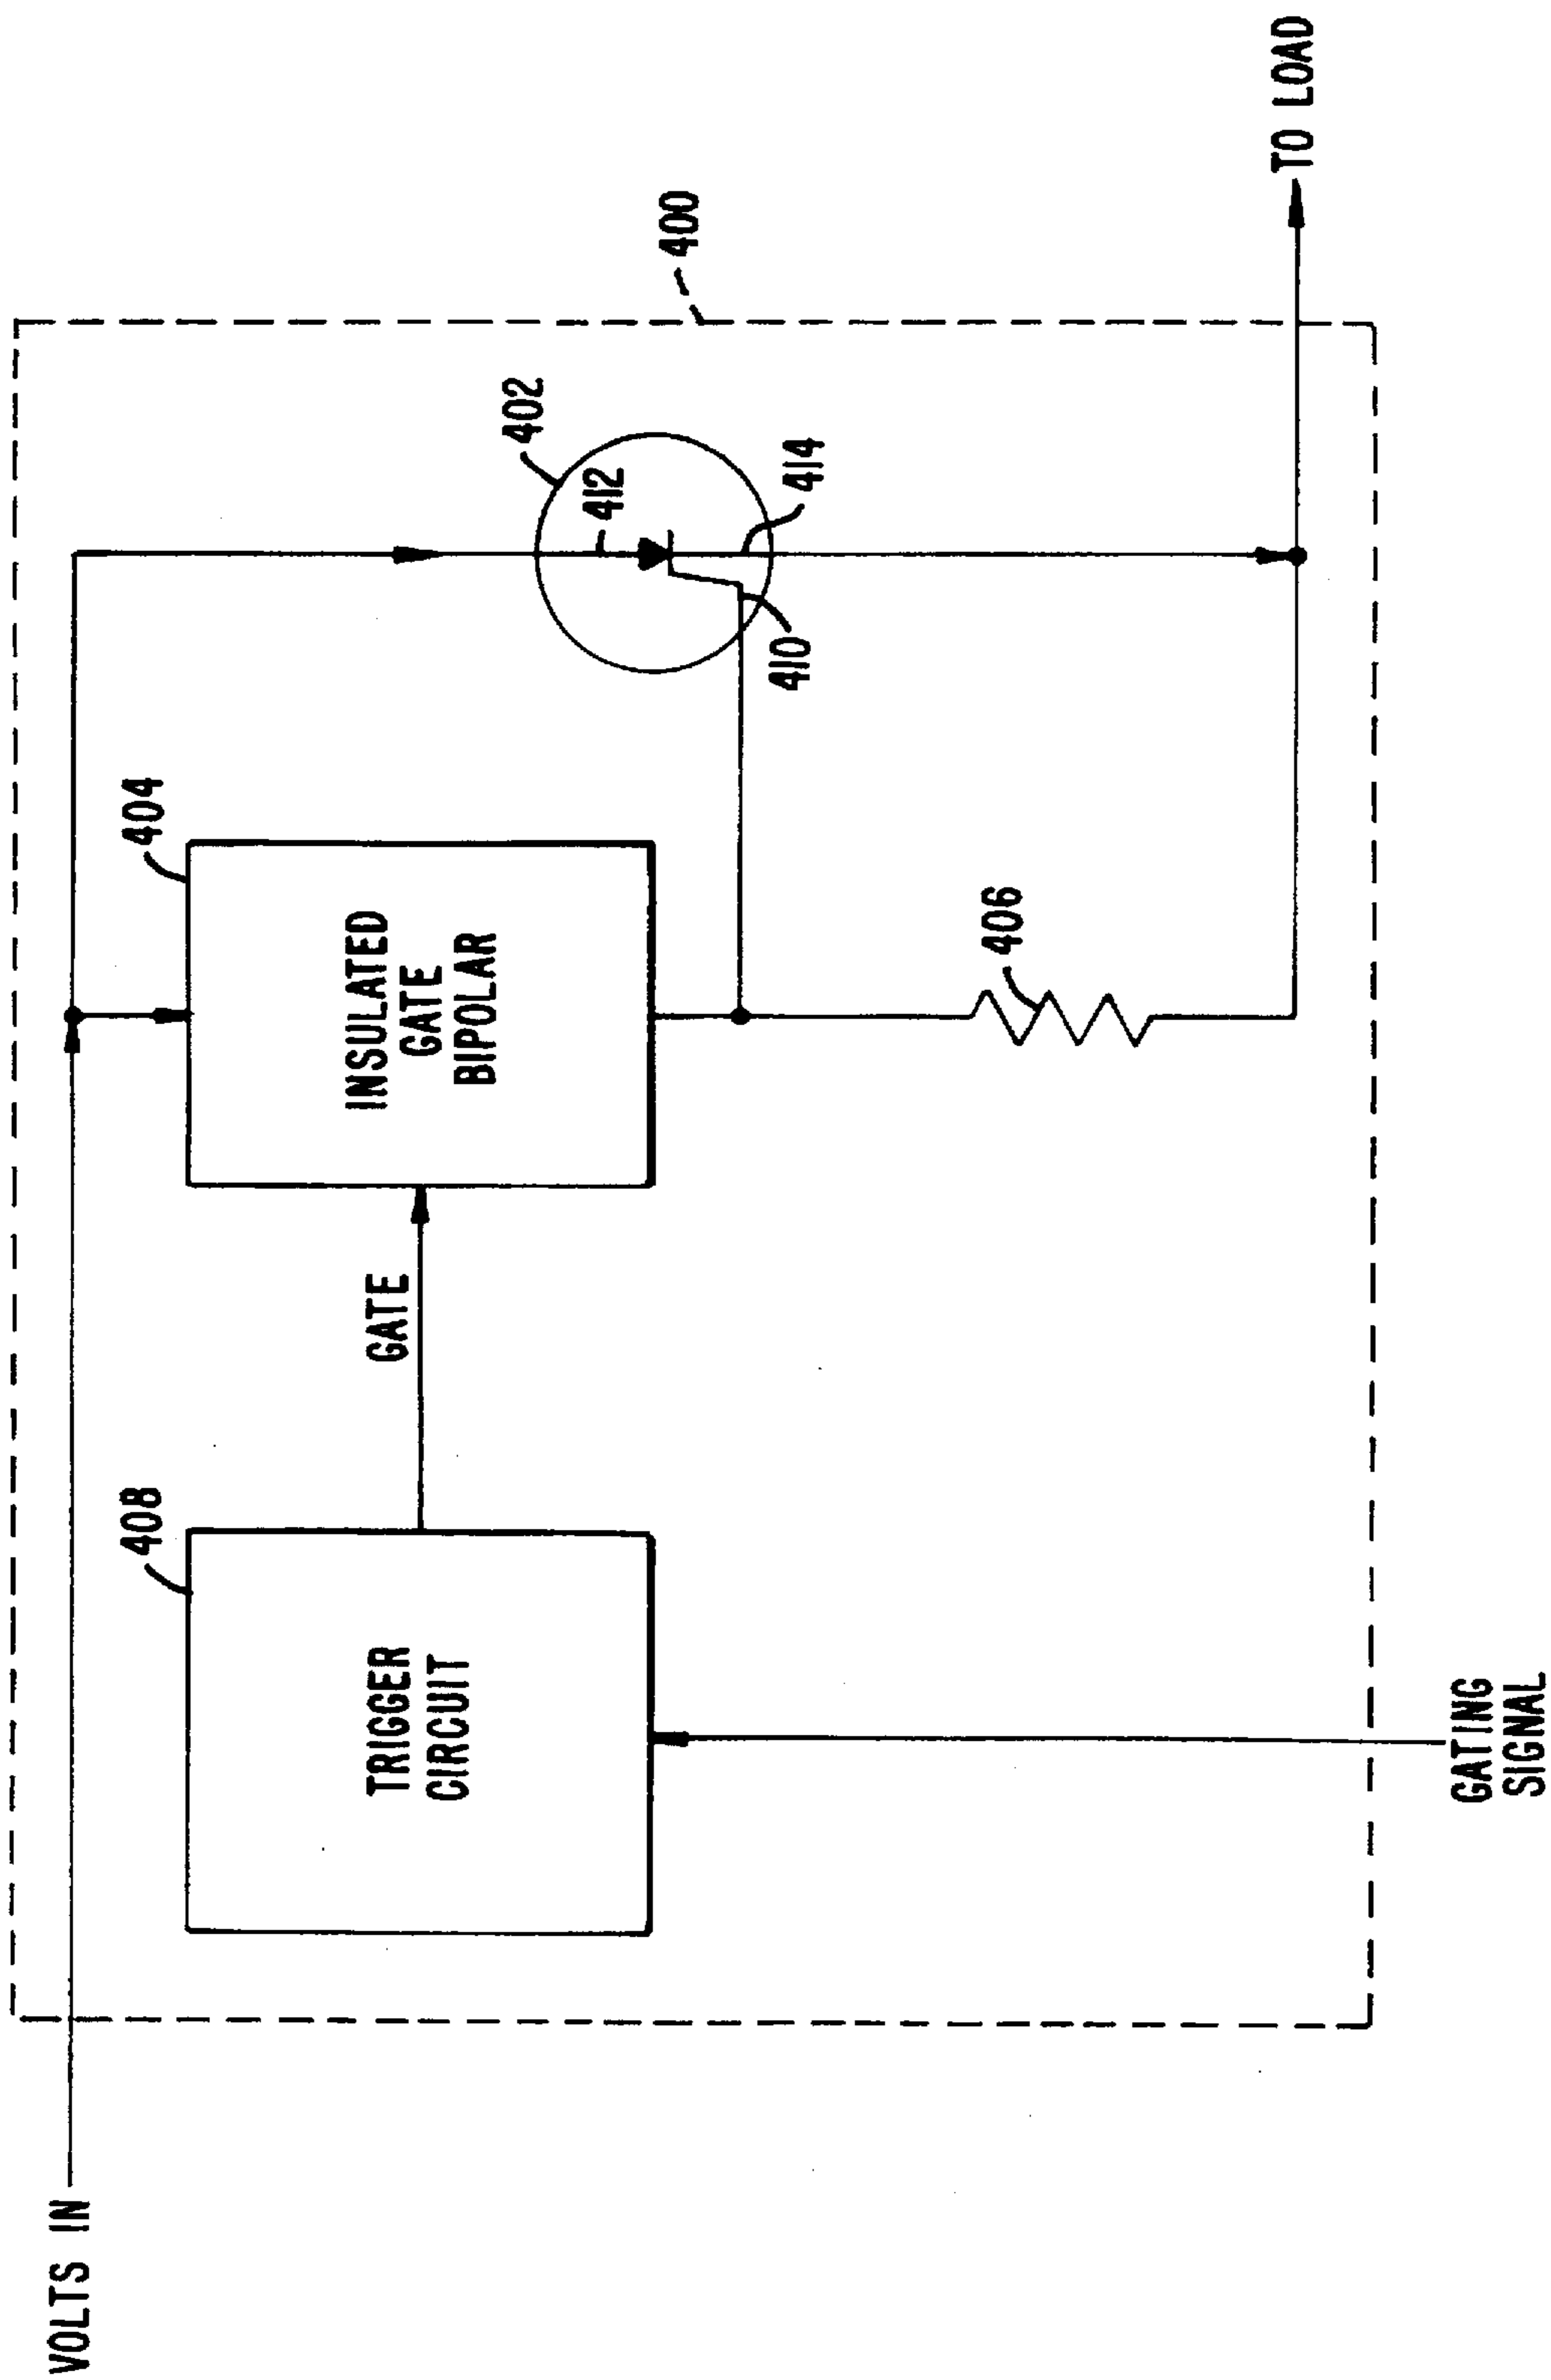 VOLTS IN
408
TRIGGER
CIRCUIT
GATE
404
INSULATED
GATE
BIPOLAR
402
412
414
410
406
400
GATING
SIGNAL
TO LOAD